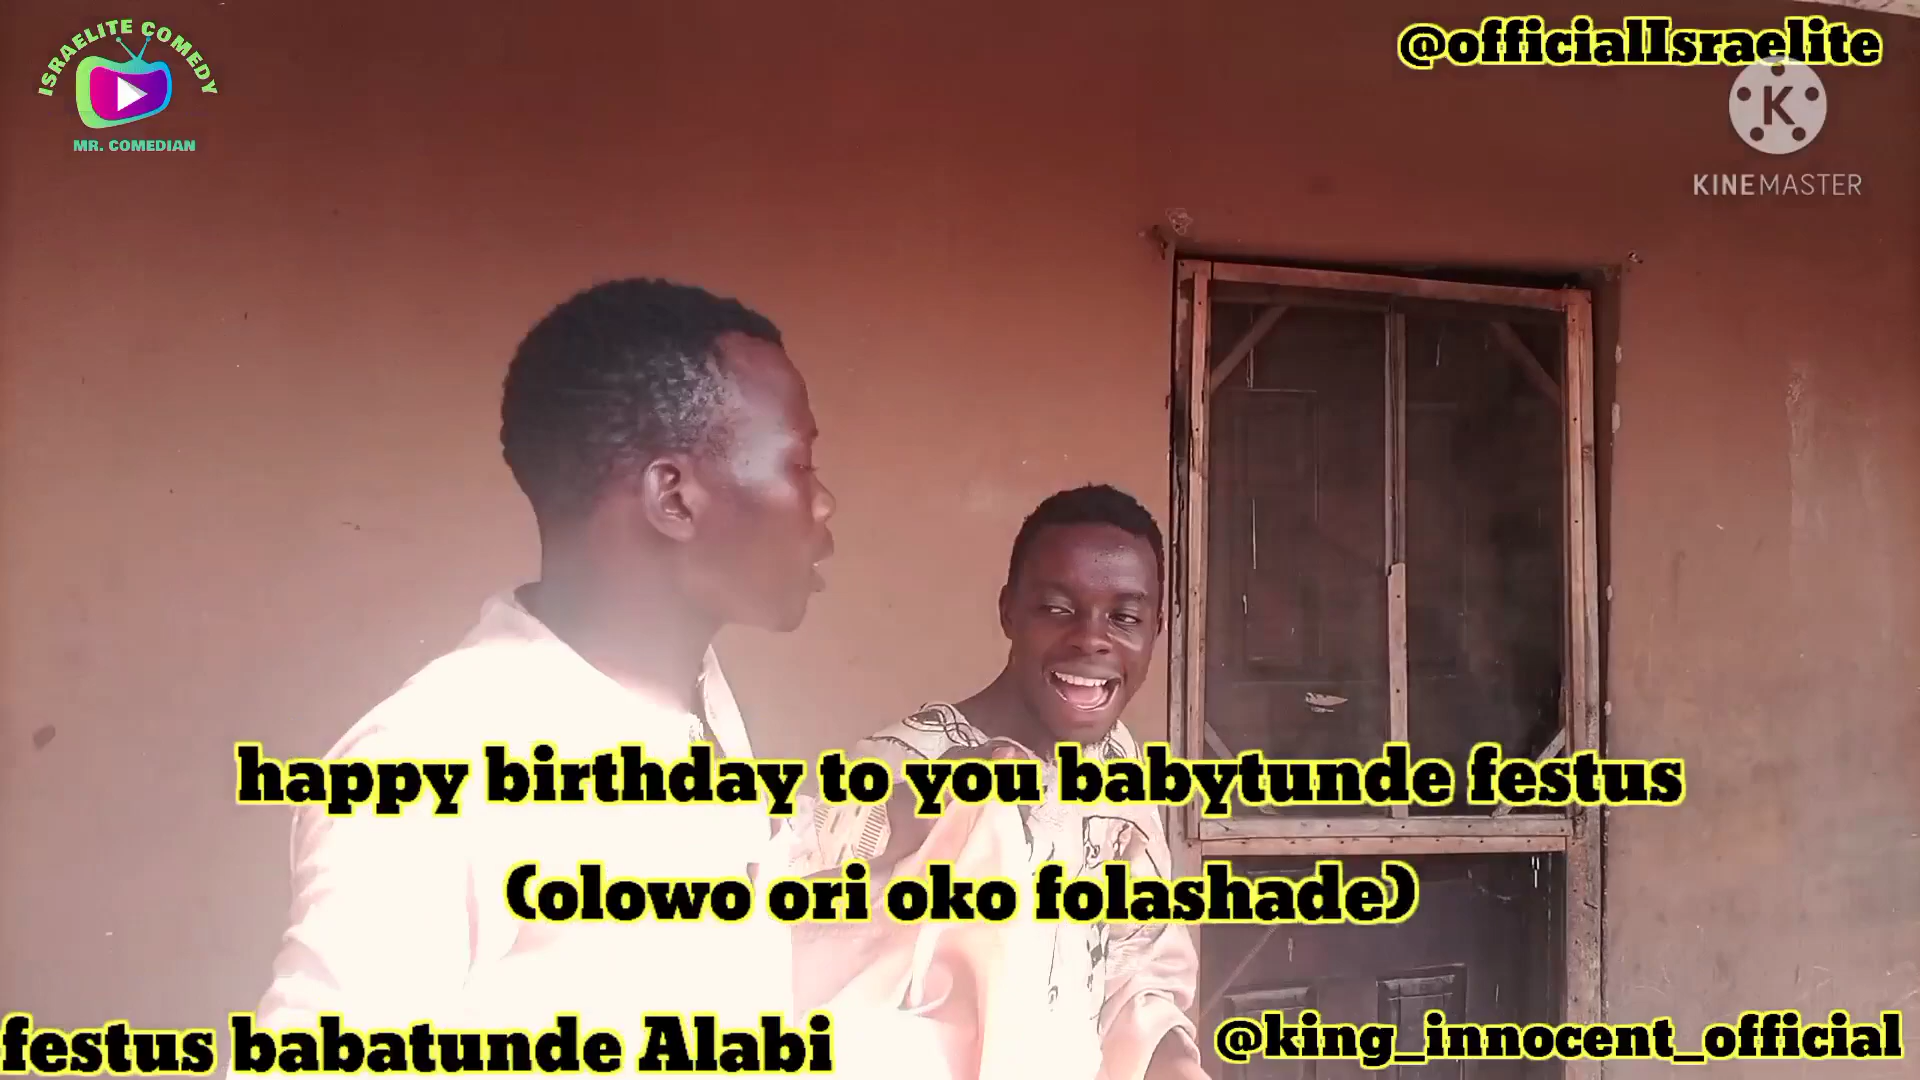 ISRAELITE COMEDY
MR. COMEDIAN
@officialIsraelite
K
KINEMASTER
happy birthday to you babytunde festus
(olowo ori oko folashade)
festus babatunde Alabi
@king_innocent_official